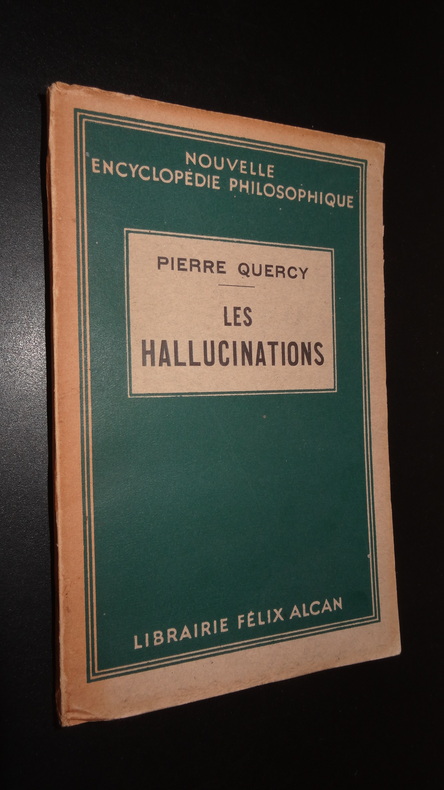 NOUVELLE
ENCYCLOPÉDIE PHILOSOPHIQUE
PIERRE QUERCY
LES
HALLUCINATIONS
LIBRAIRIE FÉLIX ALCAN